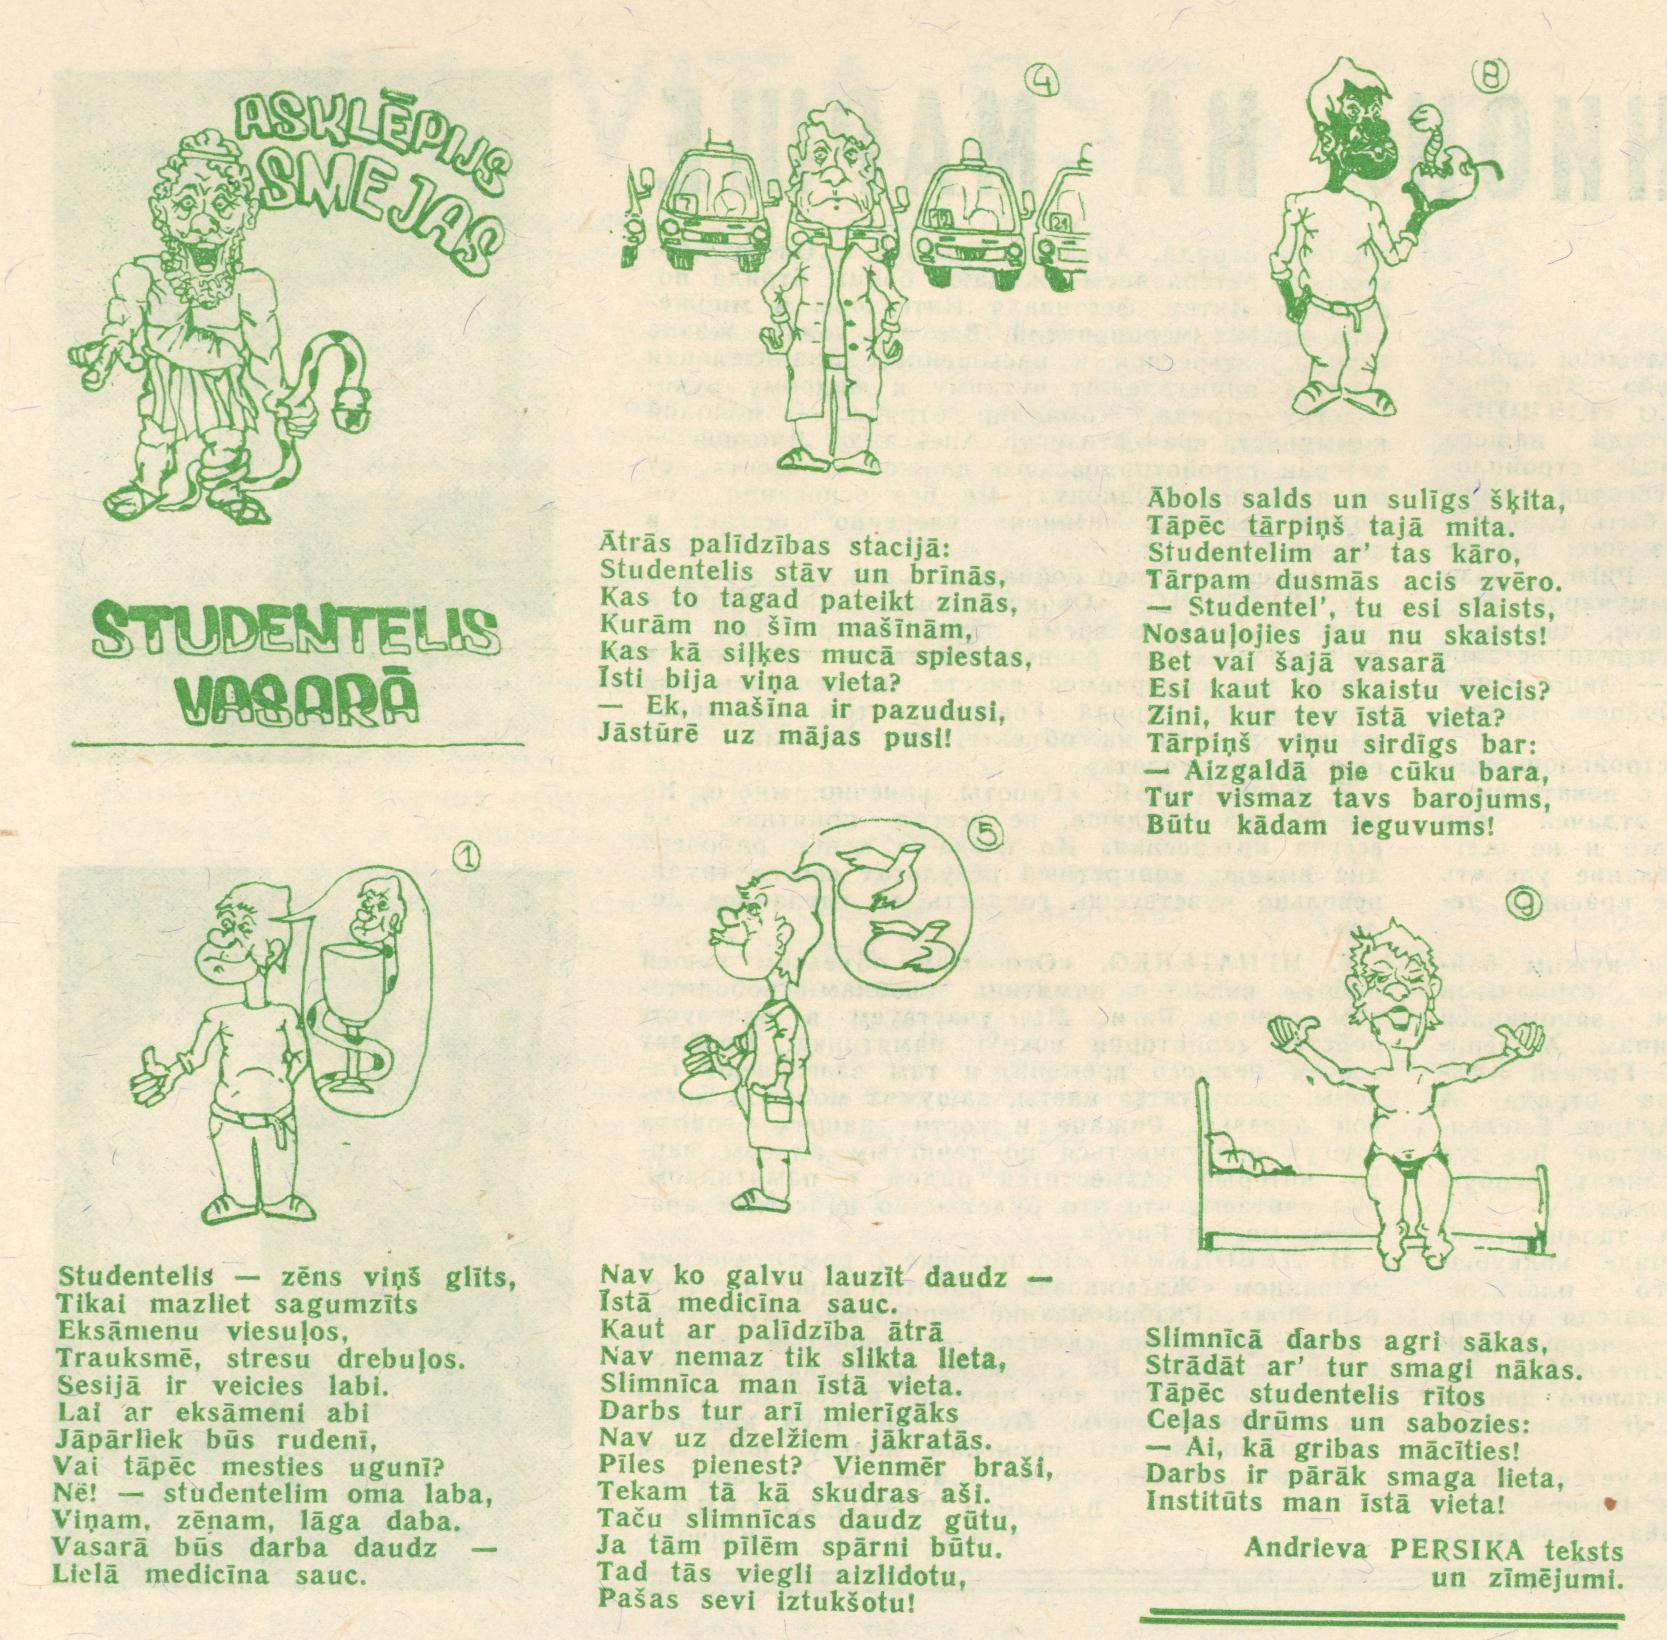 ASKLĒPIJS
SMEJAS
STUDENTELIS
VASARĀ
1
Studentelis — zēns viņš glīts,
Tikai mazliet sagumzīts
Eksāmenu viesuļos,
Trauksmē, stresu drebuļos.
Sesijā ir veicies labi.
Lai ar eksāmeni abi
Jāpārliek būs rudenī,
Vai tāpēc mesties ugunī?
Nē! — studentelim oma laba,
Viņam, zēnam, lāga daba.
Vasarā būs darba daudz —
Lielā medicīna sauc.
4
21
Ātrās palīdzības stacijā:
Studentelis stāv un brīnās,
Kas to tagad pateikt zinās,
Kurām no šīm mašīnām,
Kas kā siļķes mucā spiestas,
Īsti bija viņa vieta?
— Ek, mašīna ir pazudusi,
Jāstūrē uz mājas pusi!
5
Nav ko galvu lauzīt daudz —
Īstā medicīna sauc.
Kaut ar palīdzība ātrā
Nav nemaz tik slikta lieta,
Slimnīca man īstā vieta.
Darbs tur arī mierīgāks
Nav uz dzelžiem jākratās.
Pīles pienest? Vienmēr braši,
Tekam tā kā skudras aši.
Taču slimnīcas daudz gūtu,
Ja tām pīlēm spārni būtu.
Tad tās viegli aizlidotu,
Pašas sevi iztukšotu!
8
Ābols salds un sulīgs šķita,
Tāpēc tārpiņš tajā mita.
Studentelim ar’ tas kāro,
Tārpam dusmās acis zvēro.
— Studentel’, tu esi slaists,
Nosauļojies jau nu skaists!
Bet vai šajā vasarā
Esi kaut ko skaistu veicis?
Zini, kur tev īstā vieta?
Tārpiņš viņu sirdīgs bar:
— Aizgaldā pie cūku bara,
Tur vismaz tavs barojums,
Būtu kādam ieguvums!
9
Slimnīcā darbs agri sākas,
Strādāt ar’ tur smagi nākas.
Tāpēc studentelis rītos
Ceļas drūms un sabozies:
— Ai, kā gribas mācīties!
Darbs ir pārāk smaga lieta,
Institūts man īstā vieta!
Andrieva PERSIKA teksts
un zīmējumi.